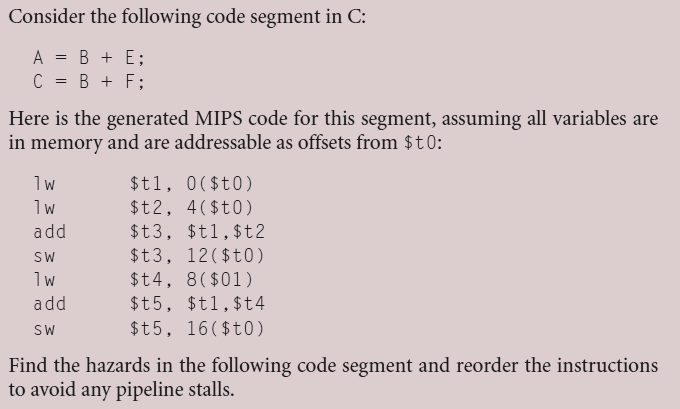 Consider the following code segment in C:
A = B + E;
C = B + F;
Here is the generated MIPS code for this segment, assuming all variables are
in memory and are addressable as offsets from $t0:
lw $t1, 0($t0)
lw $t2, 4($t0)
add $t3, $t1,$t2
sw $t3, 12($t0)
lw $t4, 8($01)
add $t5, $t1,$t4
sw $t5, 16($t0)
Find the hazards in the following code segment and reorder the instructions
to avoid any pipeline stalls.